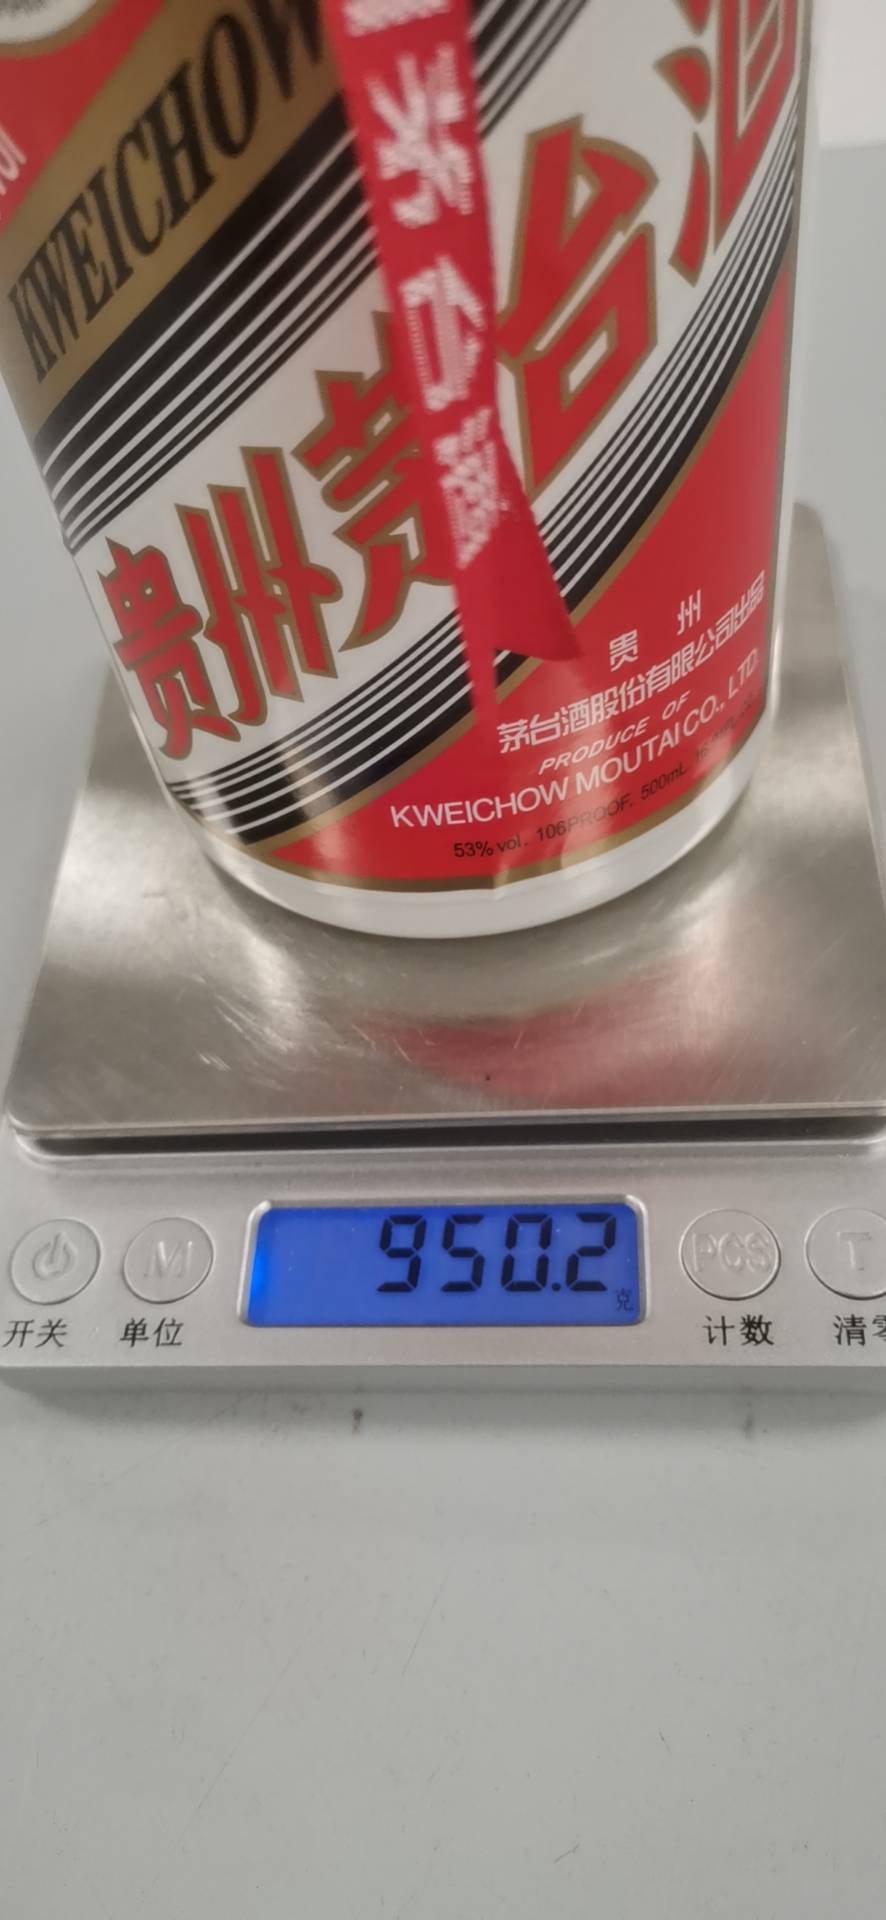 KWEICHOW
贵州茅台酒
贵 州
茅台酒股份有限公司出品
PRODUCE OF
KWEICHOW MOUTAI CO., LTD.
53% vol. 106PROOF. 500mL
950.2
克
M
PCS
T
开关
单位
计数
清零